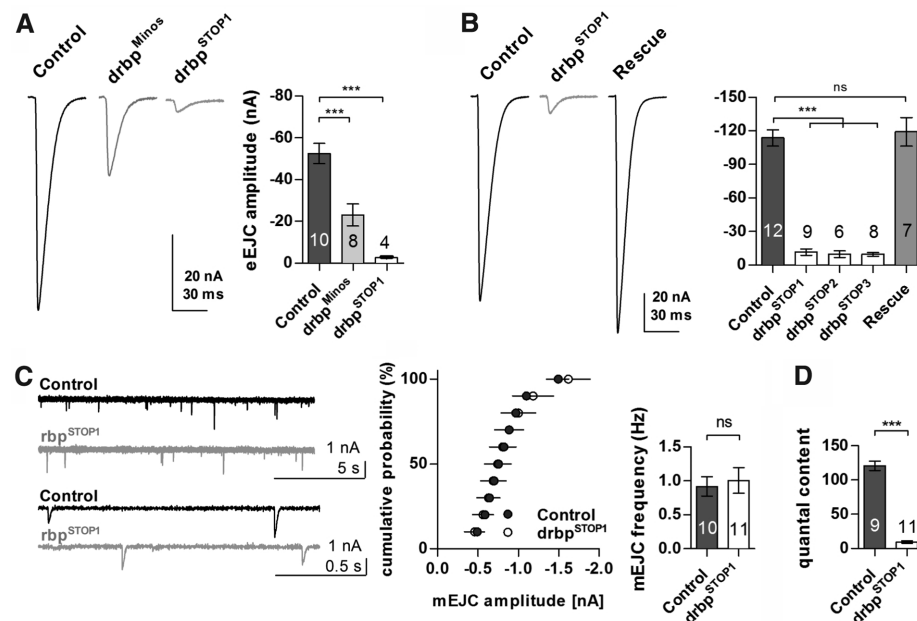 A
Control
drbp^Minos
drbp^STOP1
20 nA
30 ms
eEJC amplitude (nA)
-80
-60
-40
-20
0
***
***
10
8
4
Control
drbp^Minos
drbp^STOP1
B
Control
drbp^STOP1
Rescue
20 nA
30 ms
-150
-120
-90
-60
-30
0
ns
***
12
9
6
8
7
Control
drbp^STOP1
drbp^STOP2
drbp^STOP3
Rescue
C
Control
rbp^STOP1
1 nA
5 s
Control
rbp^STOP1
1 nA
0.5 s
cumulative probability (%)
100
50
0
Control
drbp^STOP1
0.0
-0.5
-1.0
-1.5
-2.0
mEJC amplitude [nA]
mEJC frequency (Hz)
1.5
1.0
0.5
0.0
ns
10
11
Control
drbp^STOP1
D
quantal content
150
100
50
0
***
9
11
Control
drbp^STOP1